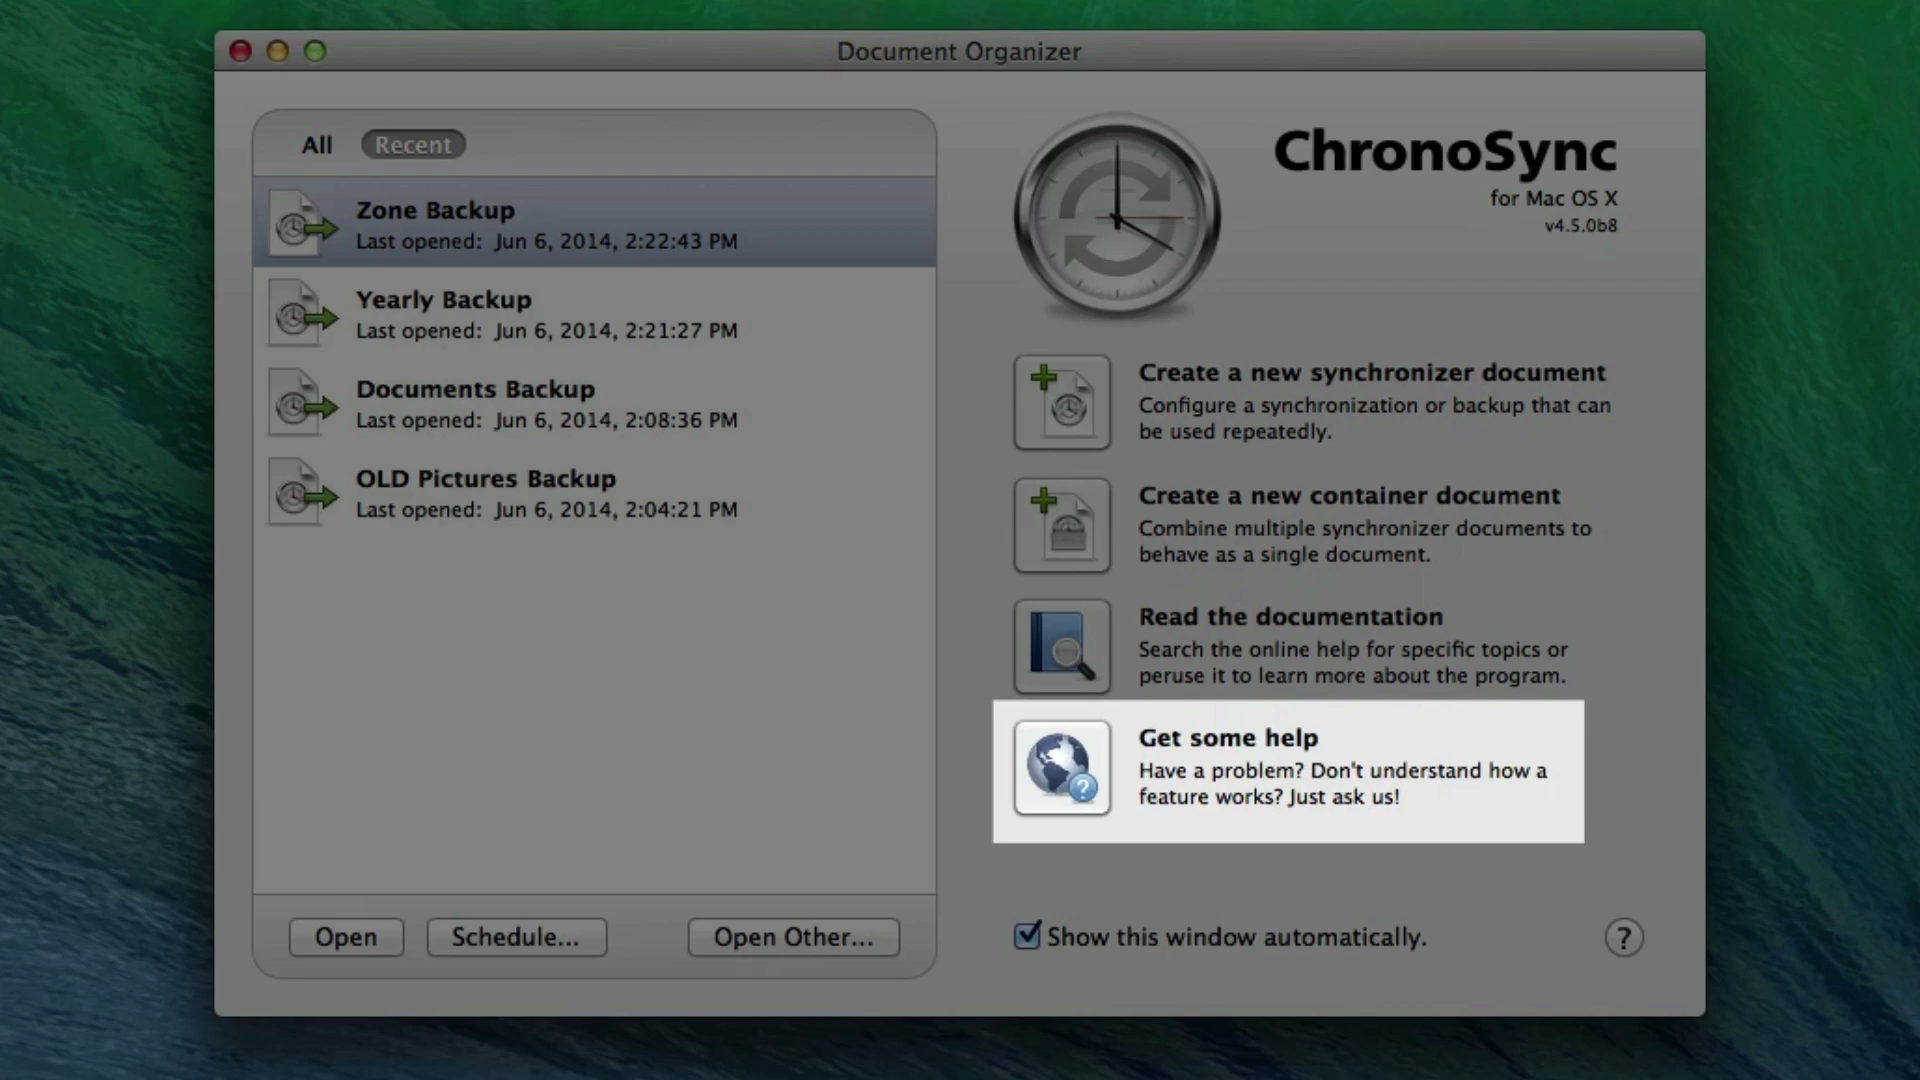 Document Organizer
All Recent
Zone Backup
Last opened: Jun 6, 2014, 2:22:43 PM
Yearly Backup
Last opened: Jun 6, 2014, 2:21:27 PM
Documents Backup
Last opened: Jun 6, 2014, 2:08:36 PM
OLD Pictures Backup
Last opened: Jun 6, 2014, 2:04:21 PM
Open Schedule... Open Other...
ChronoSync
for Mac OS X
v4.5.0b8
Create a new synchronizer document
Configure a synchronization or backup that can
be used repeatedly.
Create a new container document
Combine multiple synchronizer documents to
behave as a single document.
Read the documentation
Search the online help for specific topics or
peruse it to learn more about the program.
Get some help
Have a problem? Don't understand how a
feature works? Just ask us!
Show this window automatically.
?